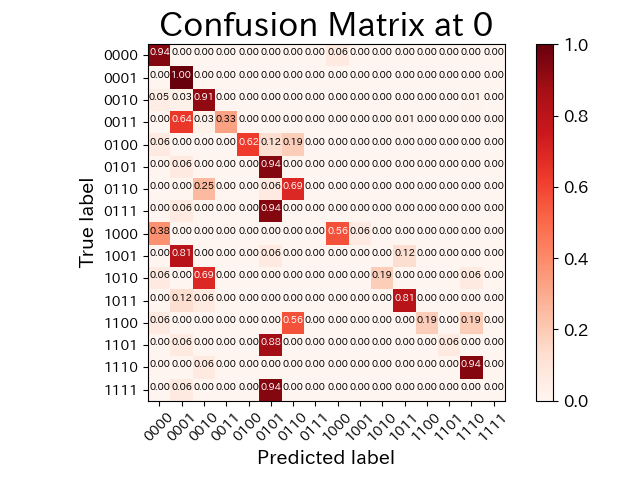 Confusion Matrix at 0
True label
0000 0.94 0.00 0.00 0.00 0.00 0.00 0.00 0.00 0.06 0.00 0.00 0.00 0.00 0.00 0.00 0.00
0001 0.00 1.00 0.00 0.00 0.00 0.00 0.00 0.00 0.00 0.00 0.00 0.00 0.00 0.00 0.00 0.00
0010 0.05 0.03 0.91 0.00 0.00 0.00 0.00 0.00 0.00 0.00 0.00 0.00 0.00 0.00 0.01 0.00
0011 0.00 0.64 0.03 0.33 0.00 0.00 0.00 0.00 0.00 0.00 0.00 0.01 0.00 0.00 0.00 0.00
0100 0.06 0.00 0.00 0.00 0.62 0.12 0.19 0.00 0.00 0.00 0.00 0.00 0.00 0.00 0.00 0.00
0101 0.00 0.06 0.00 0.00 0.00 0.94 0.00 0.00 0.00 0.00 0.00 0.00 0.00 0.00 0.00 0.00
0110 0.00 0.00 0.25 0.00 0.00 0.06 0.69 0.00 0.00 0.00 0.00 0.00 0.00 0.00 0.00 0.00
0111 0.00 0.06 0.00 0.00 0.00 0.94 0.00 0.00 0.00 0.00 0.00 0.00 0.00 0.00 0.00 0.00
1000 0.38 0.00 0.00 0.00 0.00 0.00 0.00 0.00 0.56 0.06 0.00 0.00 0.00 0.00 0.00 0.00
1001 0.00 0.81 0.00 0.00 0.00 0.06 0.00 0.00 0.00 0.00 0.00 0.12 0.00 0.00 0.00 0.00
1010 0.06 0.00 0.69 0.00 0.00 0.00 0.00 0.00 0.00 0.00 0.19 0.00 0.00 0.00 0.06 0.00
1011 0.00 0.12 0.06 0.00 0.00 0.00 0.00 0.00 0.00 0.00 0.00 0.81 0.00 0.00 0.00 0.00
1100 0.06 0.00 0.00 0.00 0.00 0.00 0.56 0.00 0.00 0.00 0.00 0.00 0.19 0.00 0.19 0.00
1101 0.00 0.06 0.00 0.00 0.00 0.88 0.00 0.00 0.00 0.00 0.00 0.00 0.00 0.06 0.00 0.00
1110 0.00 0.00 0.06 0.00 0.00 0.00 0.00 0.00 0.00 0.00 0.00 0.00 0.00 0.00 0.94 0.00
1111 0.00 0.06 0.00 0.00 0.00 0.94 0.00 0.00 0.00 0.00 0.00 0.00 0.00 0.00 0.00 0.00
0000 0001 0010 0011 0100 0101 0110 0111 1000 1001 1010 1011 1100 1101 1110 1111
Predicted label
1.0
0.8
0.6
0.4
0.2
0.0